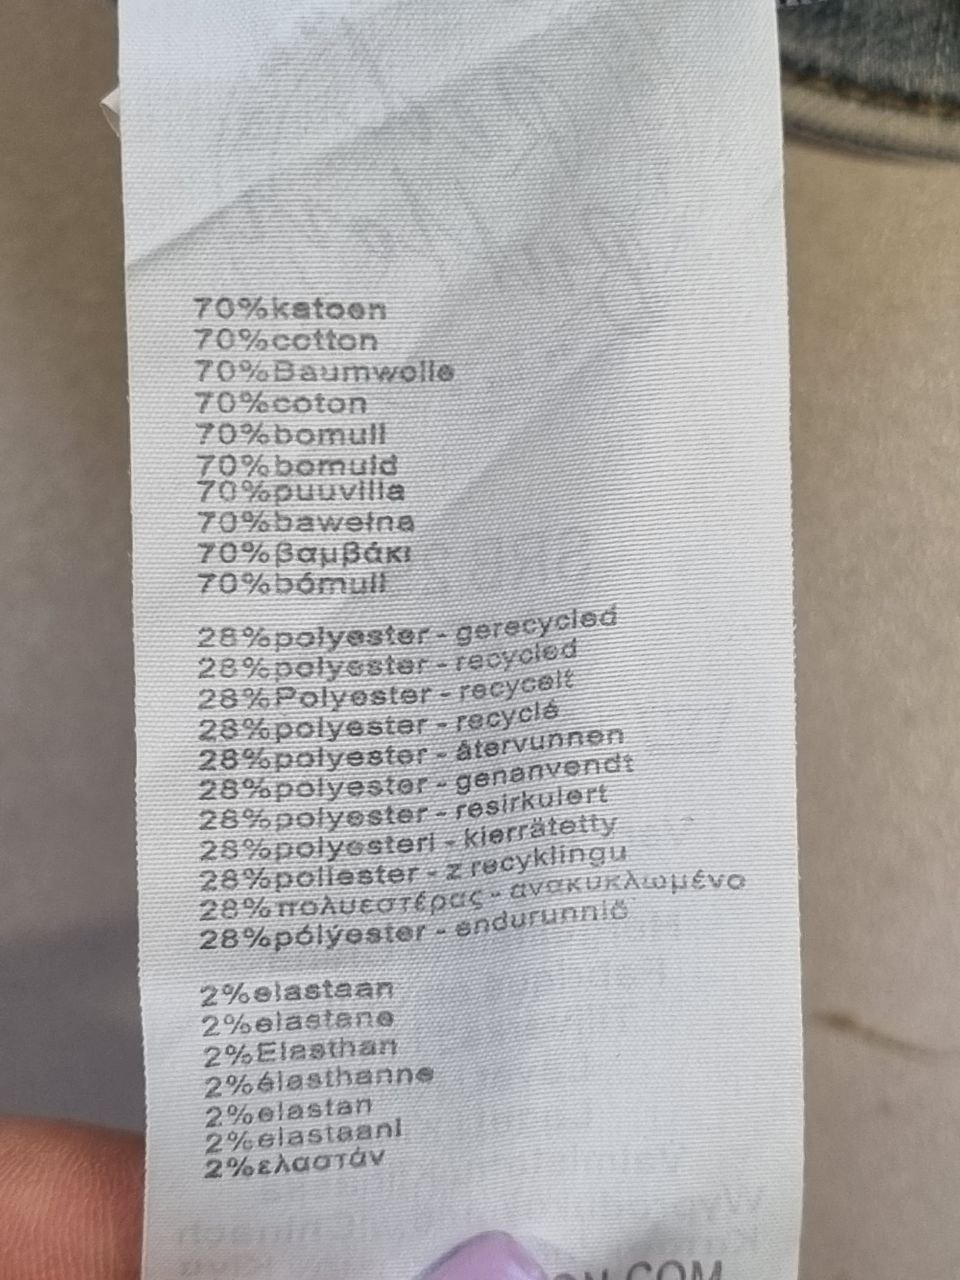 70%katoen
70%cotton
70%Baumwolle
70%coton
70%bomull
70%bomuld
70%puuvilla
70%bawełna
70%βαμβάκι
70%bómull
28%polyester - gerecycled
28%polyester - recycled
28%Polyester - recycelt
28%polyester - recyclé
28%polyester - återvunnen
28%polyester - genanvendt
28%polyester - resirkulert
28%polyesteri - kierrätetty
28%poliester - z recyklingu
28%πολυεστέρας - ανακυκλωμένο
28%pólýester - endurunnið
2%elastaan
2%elastane
2%Elasthan
2%élasthanne
2%elastan
2%elastaani
2%ελαστάν